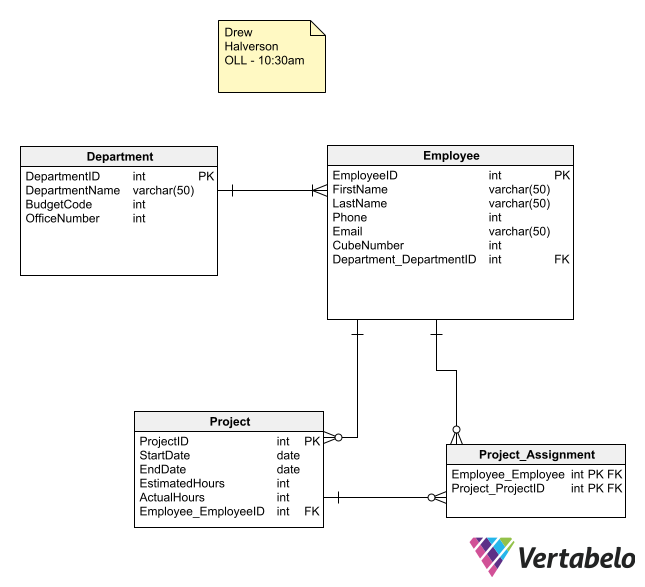 Drew
Halverson
OLL - 10:30am
Department
DepartmentID int PK
DepartmentName varchar(50)
BudgetCode int
OfficeNumber int
Employee
EmployeeID int PK
FirstName varchar(50)
LastName varchar(50)
Phone int
Email varchar(50)
CubeNumber int
Department_DepartmentID int FK
Project
ProjectID int PK
StartDate date
EndDate date
EstimatedHours int
ActualHours int
Employee_EmployeeID int FK
Project_Assignment
Employee_Employee int PK FK
Project_ProjectID int PK FK
Vertabelo